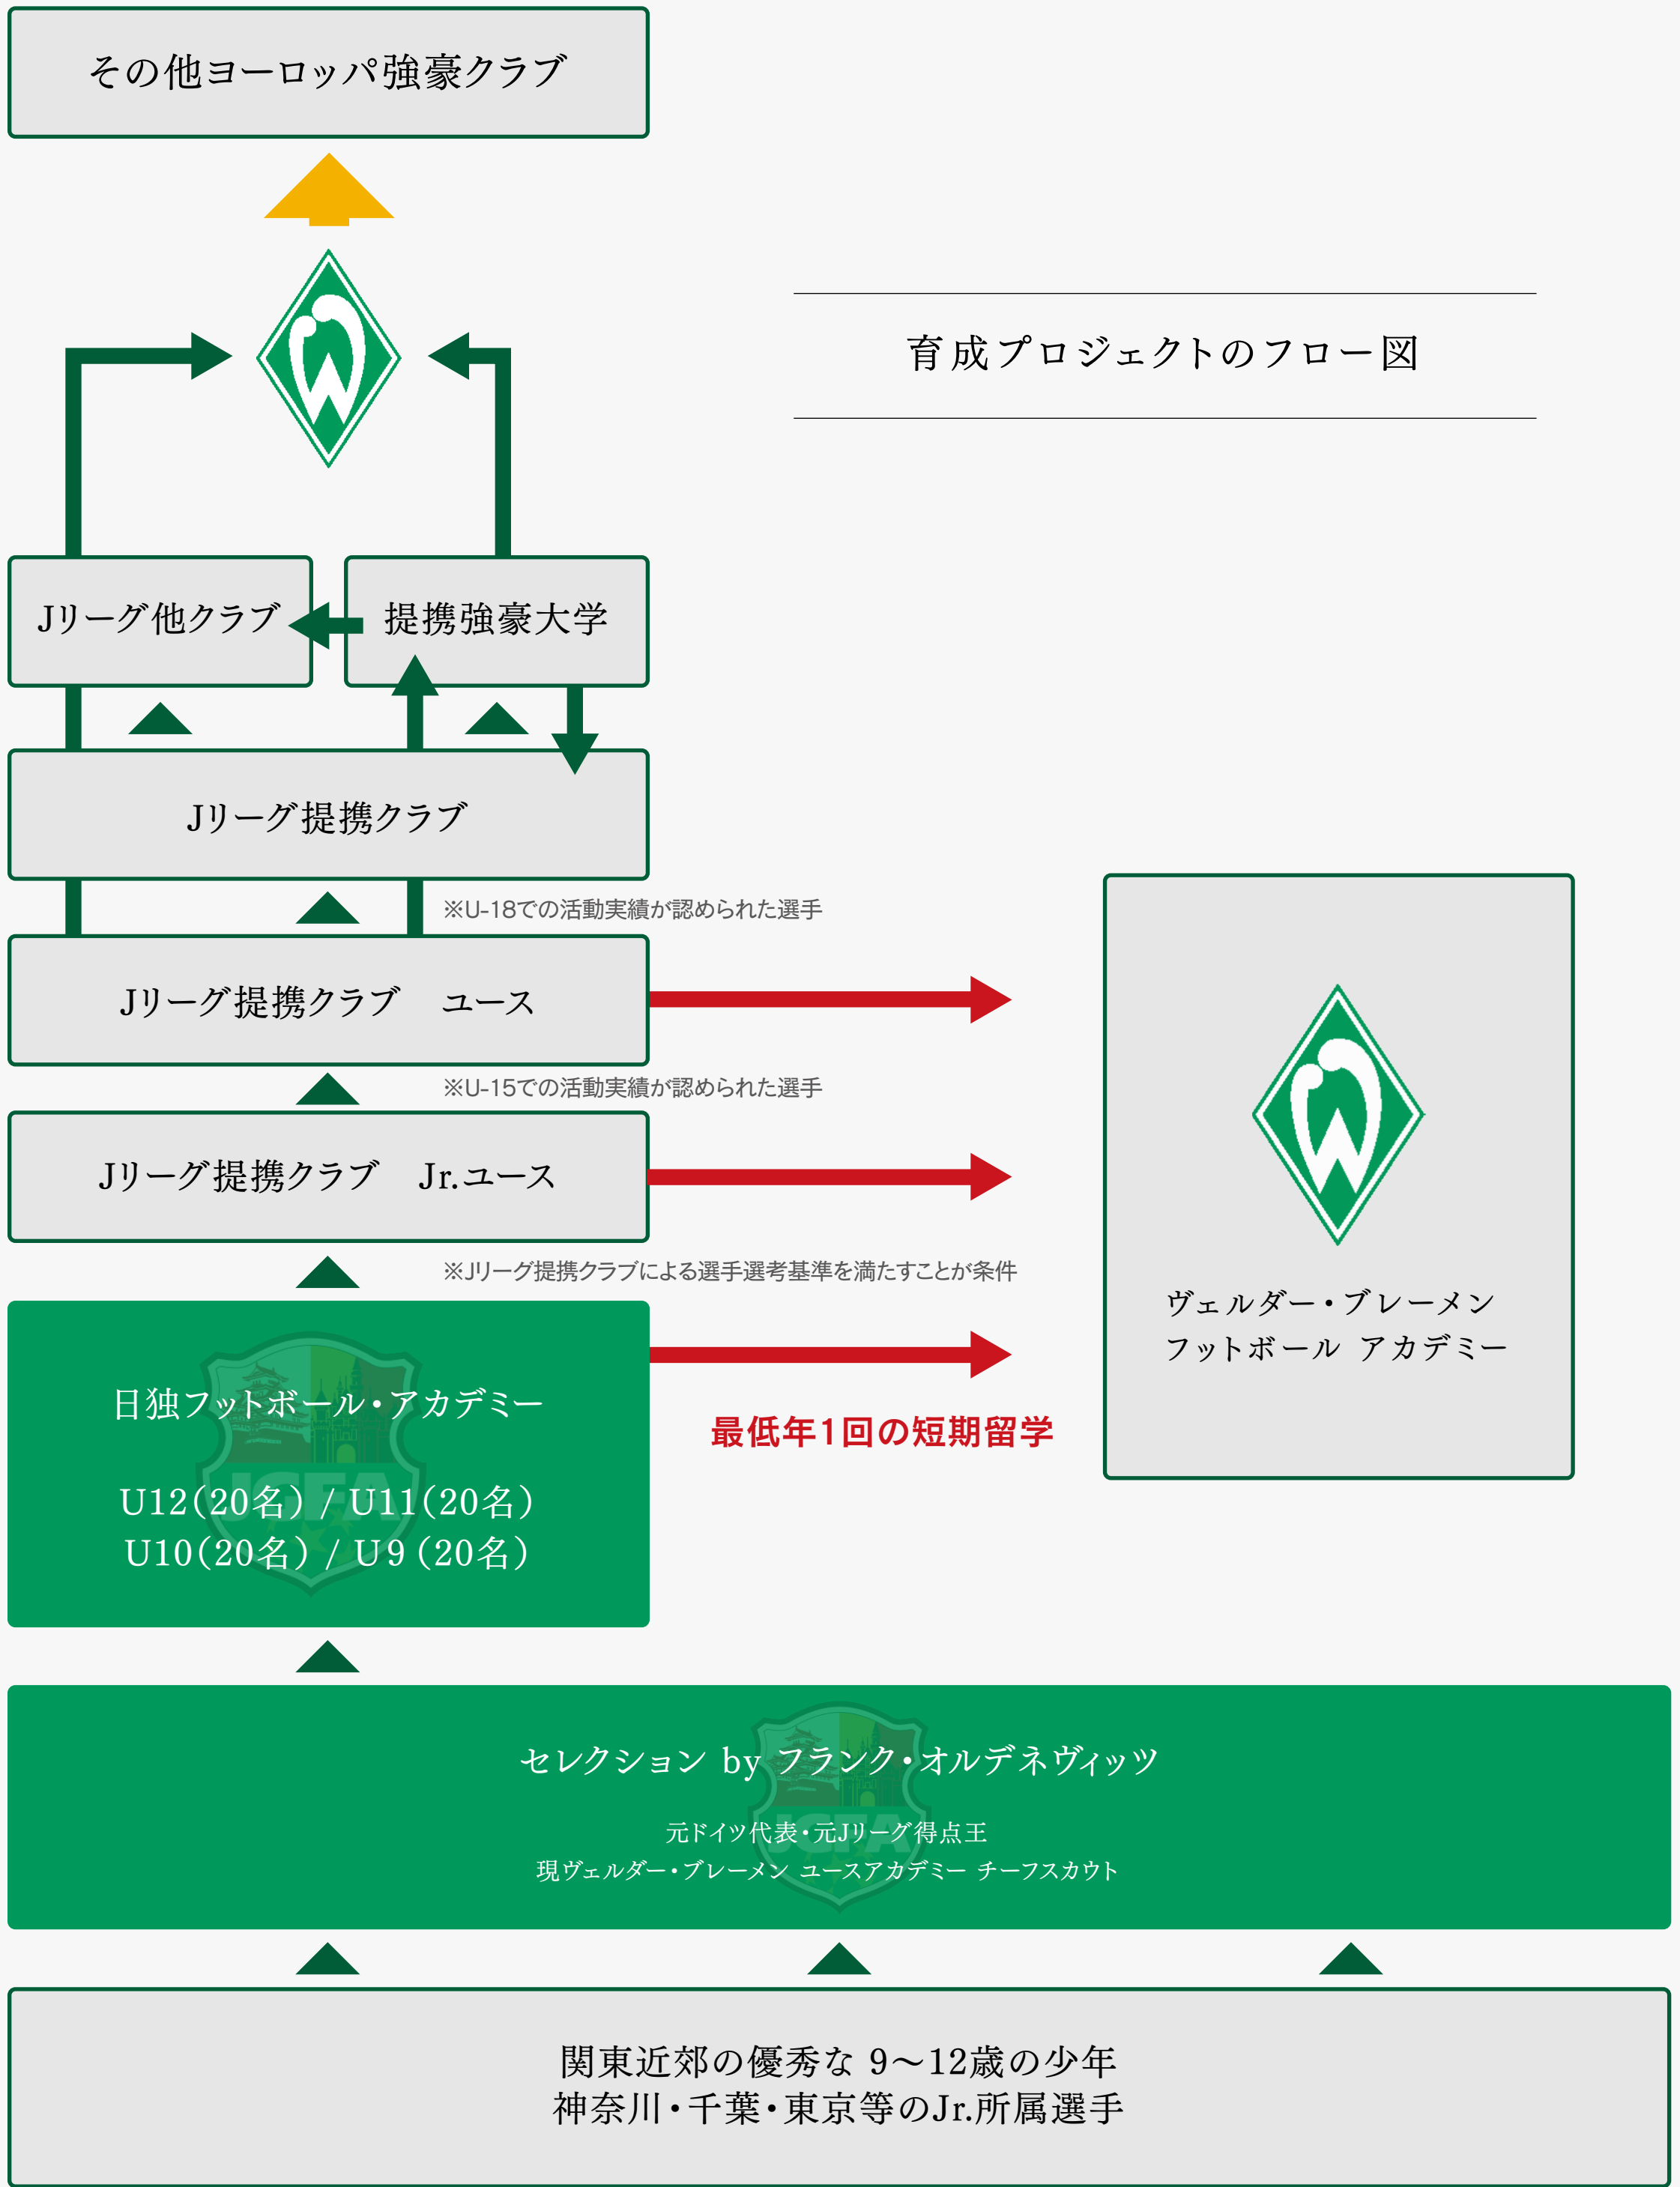 その他ヨーロッパ強豪クラブ
育成プロジェクトのフロー図
Jリーグ他クラブ
提携強豪大学
Jリーグ提携クラブ
※U-18での活動実績が認められた選手
Jリーグ提携クラブ　ユース
※U-15での活動実績が認められた選手
Jリーグ提携クラブ　Jr.ユース
※Jリーグ提携クラブによる選手選考基準を満たすことが条件
ヴェルダー・ブレーメン
フットボール アカデミー
日独フットボール・アカデミー
最低年1回の短期留学
JGFA
U12(20名) / U11(20名)
U10(20名) / U9 (20名)
セレクション by フランク・オルデネヴィッツ
元ドイツ代表・元Jリーグ得点王
JGFA
現ヴェルダー・ブレーメン ユースアカデミー チーフスカウト
関東近郊の優秀な 9〜12歳の少年
神奈川・千葉・東京等のJr.所属選手